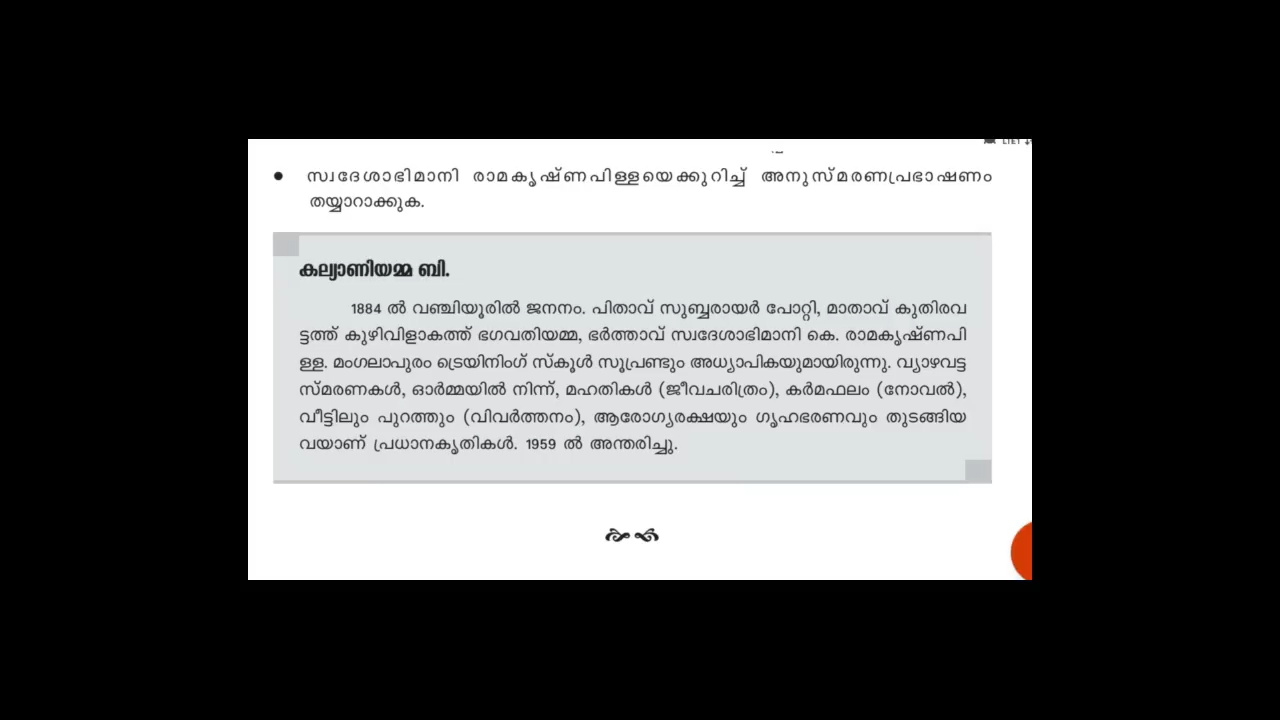 ● സ്വദേശാഭിമാനി രാമകൃഷ്ണപിള്ളയെക്കുറിച്ച് അനുസ്മരണപ്രഭാഷണം
തയ്യാറാക്കുക.
കല്യാണിയമ്മ ബി.
1884 ൽ വഞ്ചിയൂരിൽ ജനനം. പിതാവ് സുബ്ബരായർ പോറ്റി, മാതാവ് കുതിരവ
ട്ടത്ത് കുഴിവിളാകത്ത് ഭഗവതിയമ്മ, ഭർത്താവ് സ്വദേശാഭിമാനി കെ. രാമകൃഷ്ണപി
ള്ള. മംഗലാപുരം ട്രെയിനിംഗ് സ്കൂൾ സൂപ്രണ്ടും അധ്യാപികയുമായിരുന്നു. വ്യാഴവട്ട
സ്മരണകൾ, ഓർമ്മയിൽ നിന്ന്, മഹതികൾ (ജീവചരിത്രം), കർമഫലം (നോവൽ),
വീട്ടിലും പുറത്തും (വിവർത്തനം), ആരോഗ്യരക്ഷയും ഗൃഹഭരണവും തുടങ്ങിയ
വയാണ് പ്രധാനകൃതികൾ. 1959 ൽ അന്തരിച്ചു.